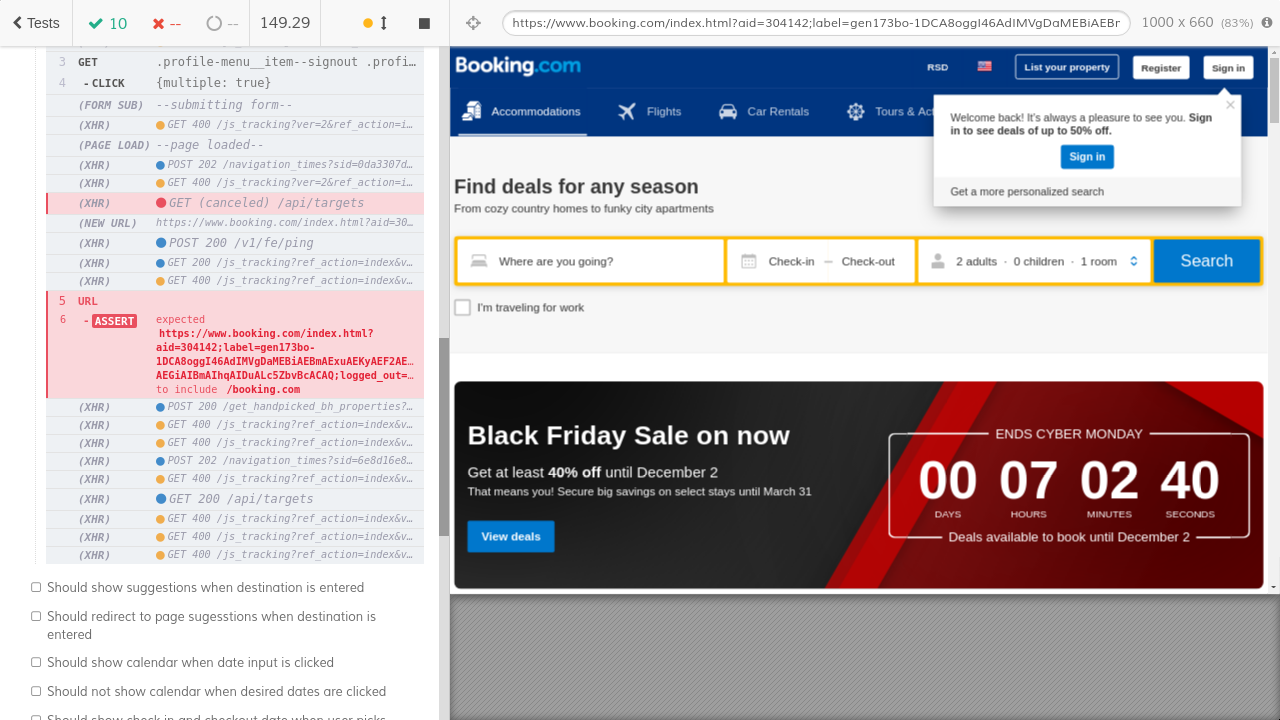 Tests
10
--
--
149.29
https://www.booking.com/index.html?aid=304142;label=gen173bo-1DCA8oggI46AdIMVgDaMEBiAEBr
1000 x 660 (83%)
3 GET .profile-menu__item--signout .profi…
4 - CLICK {multiple: true}
(FORM SUB) --submitting form--
(XHR) GET 400 /js_tracking?ver=2&ref_action=i…
(PAGE LOAD) --page loaded--
(XHR) POST 202 /navigation_times?sid=0da3307d…
(XHR) GET 400 /js_tracking?ver=2&ref_action=i…
(XHR) GET (canceled) /api/targets
(NEW URL) https://www.booking.com/index.html?aid=30…
(XHR) POST 200 /v1/fe/ping
(XHR) GET 200 /js_tracking?ref_action=index&v…
(XHR) GET 400 /js_tracking?ref_action=index&v…
5 URL
6 - ASSERT expected
https://www.booking.com/index.html?
aid=304142;label=gen173bo-
1DCA8oggI46AdIMVgDaMEBiAEBmAExuAEKyAEF2AE…
AEGiAIBmAIhqAIDuALc5ZbvBcACAQ;logged_out=…
to include /booking.com
(XHR) POST 200 /get_handpicked_bh_properties?…
(XHR) GET 400 /js_tracking?ref_action=index&v…
(XHR) GET 400 /js_tracking?ref_action=index&v…
(XHR) POST 202 /navigation_times?sid=6e8d16e8…
(XHR) GET 400 /js_tracking?ref_action=index&v…
(XHR) GET 200 /api/targets
(XHR) GET 400 /js_tracking?ref_action=index&v…
(XHR) GET 400 /js_tracking?ref_action=index&v…
(XHR) GET 400 /js_tracking?ref_action=index&v…
Should show suggestions when destination is entered
Should redirect to page sugesstions when destination is
entered
Should show calendar when date input is clicked
Should not show calendar when desired dates are clicked
Should show check in and checkout date when user picks
Booking.com
RSD
List your property
Register
Sign in
Accommodations
Flights
Car Rentals
Tours & Act
Welcome back! It's always a pleasure to see you. Sign
in to see deals of up to 50% off.
Sign in
Get a more personalized search
Find deals for any season
From cozy country homes to funky city apartments
Where are you going?
Check-in — Check-out
2 adults · 0 children · 1 room
Search
I'm traveling for work
Black Friday Sale on now
Get at least 40% off until December 2
That means you! Secure big savings on select stays until March 31
View deals
ENDS CYBER MONDAY
00 07 02 40
DAYS HOURS MINUTES SECONDS
Deals available to book until December 2